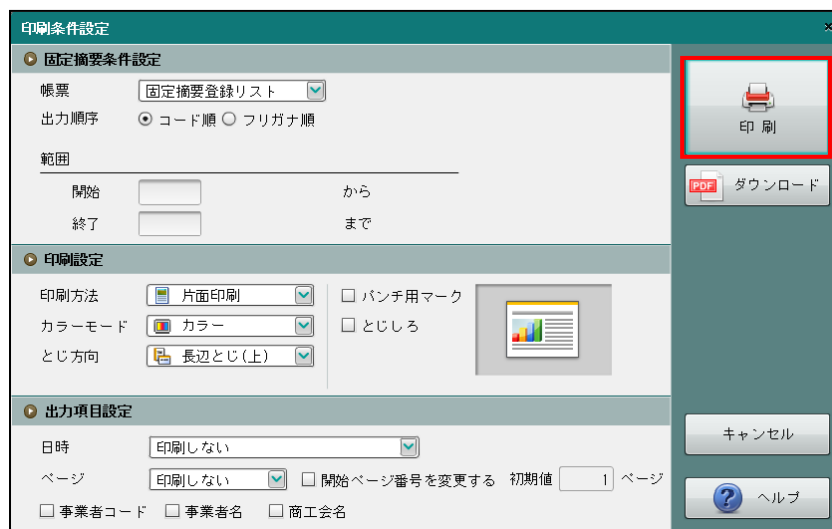 印刷条件設定
固定摘要条件設定
帳票 固定摘要登録リスト
出力順序 コード順 フリガナ順
印刷
範囲
PDF ダウンロード
開始 から
終了 まで
印刷設定
印刷方法 片面印刷 パンチ用マーク
カラーモード カラー とじしろ
とじ方向 長辺とじ(上)
出力項目設定
キャンセル
日時 印刷しない
ページ 印刷しない 開始ページ番号を変更する 初期値 1 ページ
ヘルプ
事業者コード 事業者名 商工会名